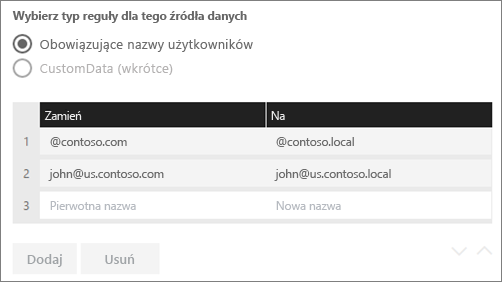 Wybierz typ reguły dla tego źródła danych
Obowiązujące nazwy użytkowników
CustomData (wkrótce)
Zamień Na
1 @contoso.com @contoso.local
2 john@us.contoso.com john@us.contoso.local
3 Pierwotna nazwa Nowa nazwa
Dodaj Usuń